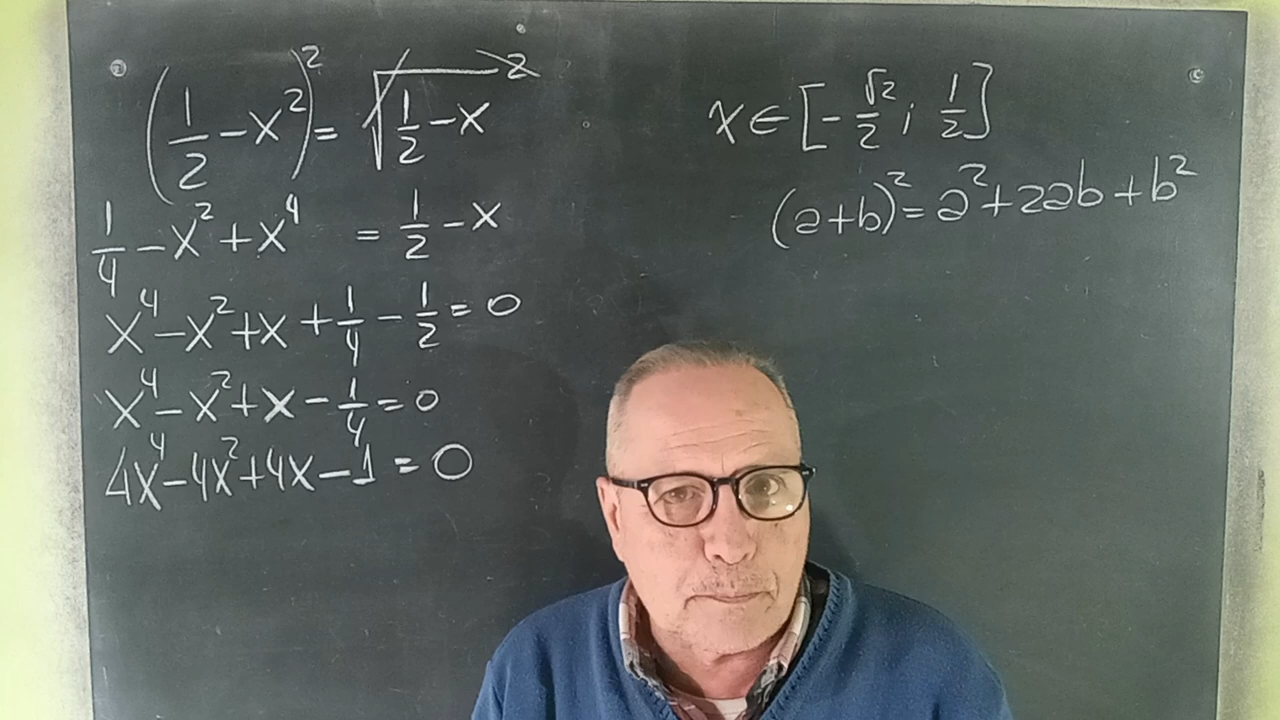 (1/2 - x²)² = √(1/2 - x)²
1/4 - x² + x⁴ = 1/2 - x
x⁴ - x² + x + 1/4 - 1/2 = 0
x⁴ - x² + x - 1/4 = 0
4x⁴ - 4x² + 4x - 1 = 0
x ∈ [-√2/2 ; 1/2]
(a+b)² = a² + 2ab + b²